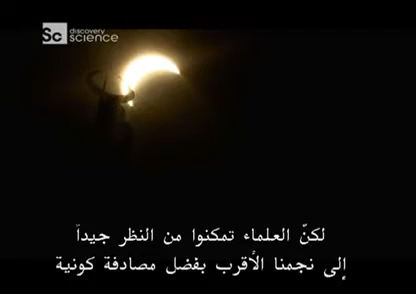 Sc discovery
science
لكنّ العلماء تمكنوا من النظر جيداً
إلى نجمنا الأقرب بفضل مصادفة كونية